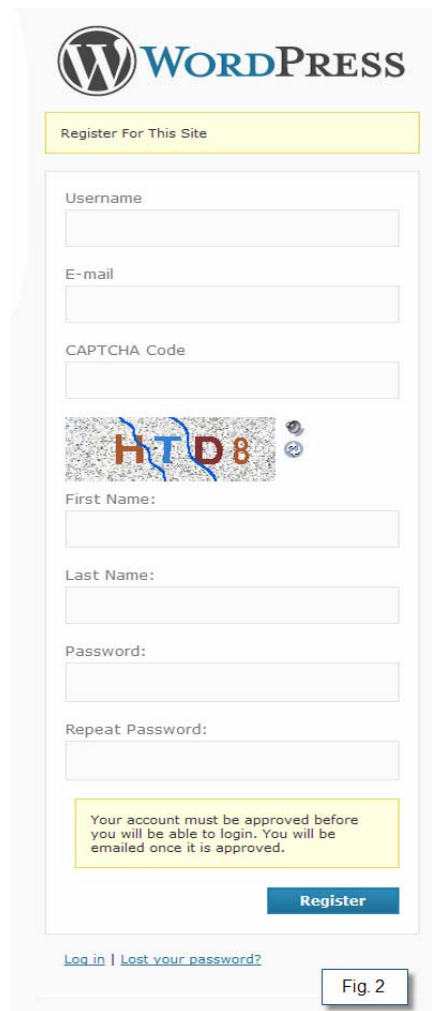 WORDPRESS
Register For This Site
Username
E-mail
CAPTCHA Code
HTD8
First Name:
Last Name:
Password:
Repeat Password:
Your account must be approved before
you will be able to login. You will be
emailed once it is approved.
Register
Log in | Lost your password?
Fig. 2